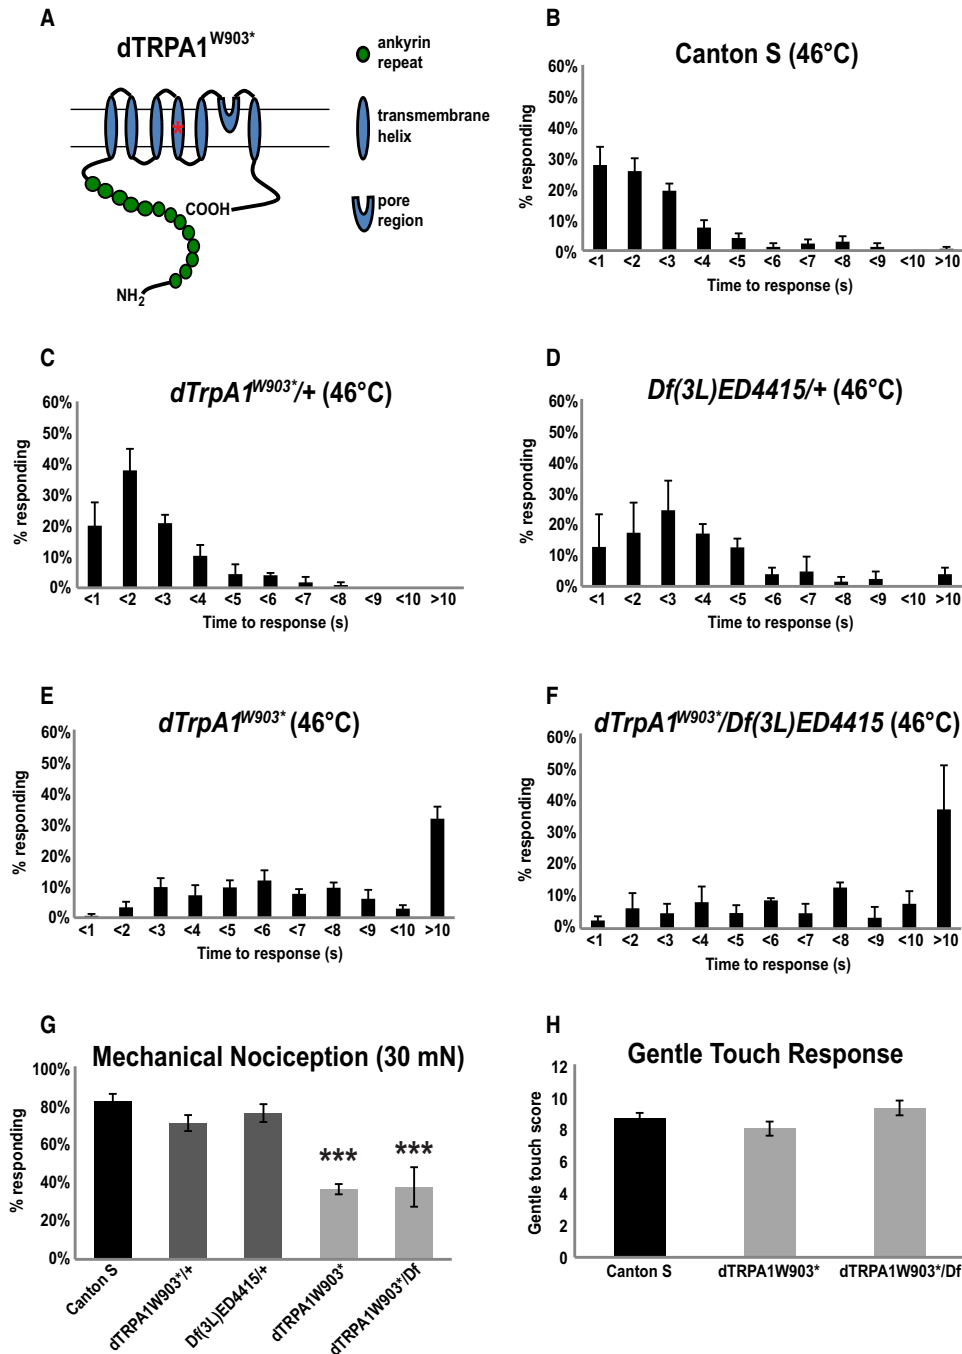 A
dTRPA1W903*
ankyrin
repeat
transmembrane
helix
pore
region
COOH
NH2
B
Canton S (46°C)
% responding
60%
50%
40%
30%
20%
10%
0%
<1 <2 <3 <4 <5 <6 <7 <8 <9 <10 >10
Time to response (s)
C
dTrpA1W903*/+ (46°C)
% responding
60%
50%
40%
30%
20%
10%
0%
<1 <2 <3 <4 <5 <6 <7 <8 <9 <10 >10
Time to response (s)
D
Df(3L)ED4415/+ (46°C)
% responding
60%
50%
40%
30%
20%
10%
0%
<1 <2 <3 <4 <5 <6 <7 <8 <9 <10 >10
Time to response (s)
E
dTrpA1W903* (46°C)
% responding
60%
50%
40%
30%
20%
10%
0%
<1 <2 <3 <4 <5 <6 <7 <8 <9 <10 >10
Time to response (s)
F
dTrpA1W903*/Df(3L)ED4415 (46°C)
% responding
60%
50%
40%
30%
20%
10%
0%
<1 <2 <3 <4 <5 <6 <7 <8 <9 <10 >10
Time to response (s)
G
Mechanical Nociception (30 mN)
% responding
100%
80%
60%
40%
20%
0%
*** ***
Canton S
dTRPA1W903*/+
Df(3L)ED4415/+
dTRPA1W903*
dTRPA1W903*/Df
H
Gentle Touch Response
Gentle touch score
12
10
8
6
4
2
0
Canton S dTRPA1W903* dTRPA1W903*/Df